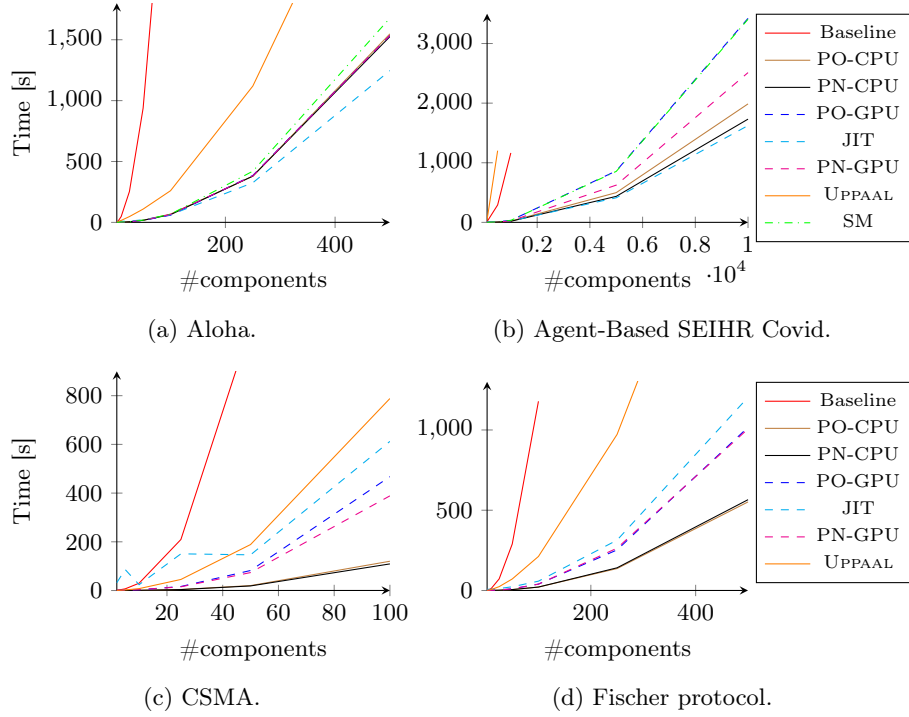 Time [s]
1,500
1,000
500
0
200
400
#components
(a) Aloha.
3,000
2,000
1,000
0
0.2
0.4
0.6
0.8
1
·10^4
#components
(b) Agent-Based SEIHR Covid.
Baseline
PO-CPU
PN-CPU
PO-GPU
JIT
PN-GPU
UPPAAL
SM
Time [s]
800
600
400
200
0
20
40
60
80
100
#components
(c) CSMA.
1,000
500
0
200
400
#components
(d) Fischer protocol.
Baseline
PO-CPU
PN-CPU
PO-GPU
JIT
PN-GPU
UPPAAL